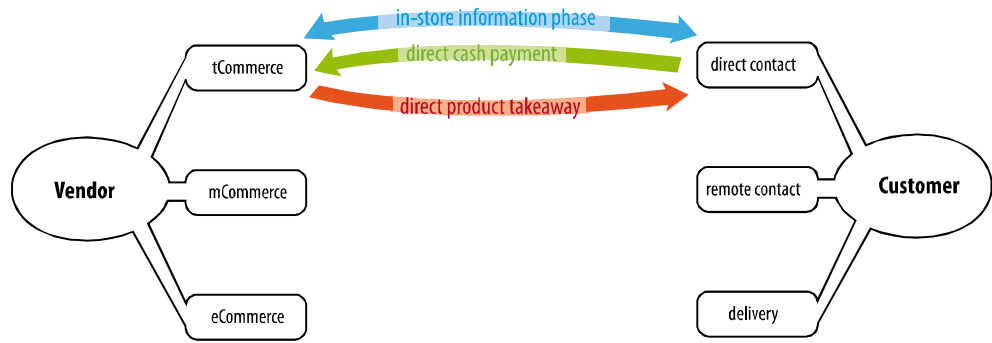 in-store information phase
direct cash payment
direct product takeaway
tCommerce
direct contact
Vendor
mCommerce
remote contact
Customer
eCommerce
delivery